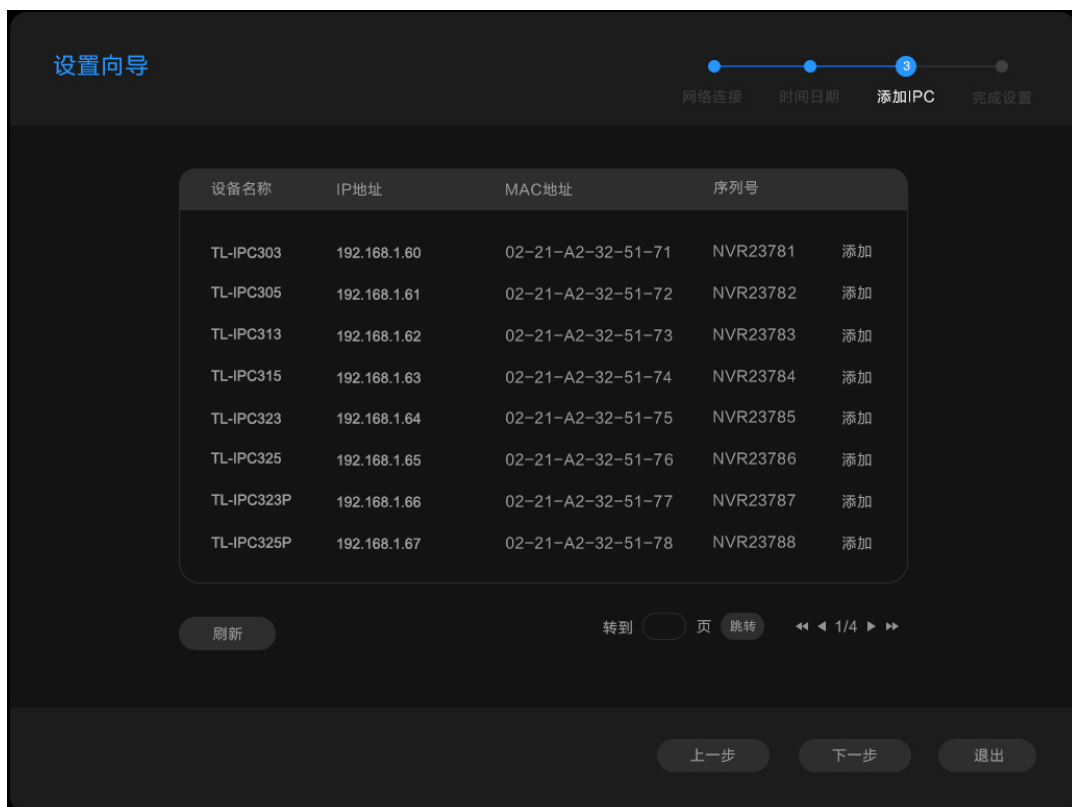 设置向导
3
网络连接 时间日期 添加IPC 完成设置
设备名称 IP地址 MAC地址 序列号
TL-IPC303 192.168.1.60 02-21-A2-32-51-71 NVR23781 添加
TL-IPC305 192.168.1.61 02-21-A2-32-51-72 NVR23782 添加
TL-IPC313 192.168.1.62 02-21-A2-32-51-73 NVR23783 添加
TL-IPC315 192.168.1.63 02-21-A2-32-51-74 NVR23784 添加
TL-IPC323 192.168.1.64 02-21-A2-32-51-75 NVR23785 添加
TL-IPC325 192.168.1.65 02-21-A2-32-51-76 NVR23786 添加
TL-IPC323P 192.168.1.66 02-21-A2-32-51-77 NVR23787 添加
TL-IPC325P 192.168.1.67 02-21-A2-32-51-78 NVR23788 添加
刷新 转到 页 跳转 1/4
上一步 下一步 退出